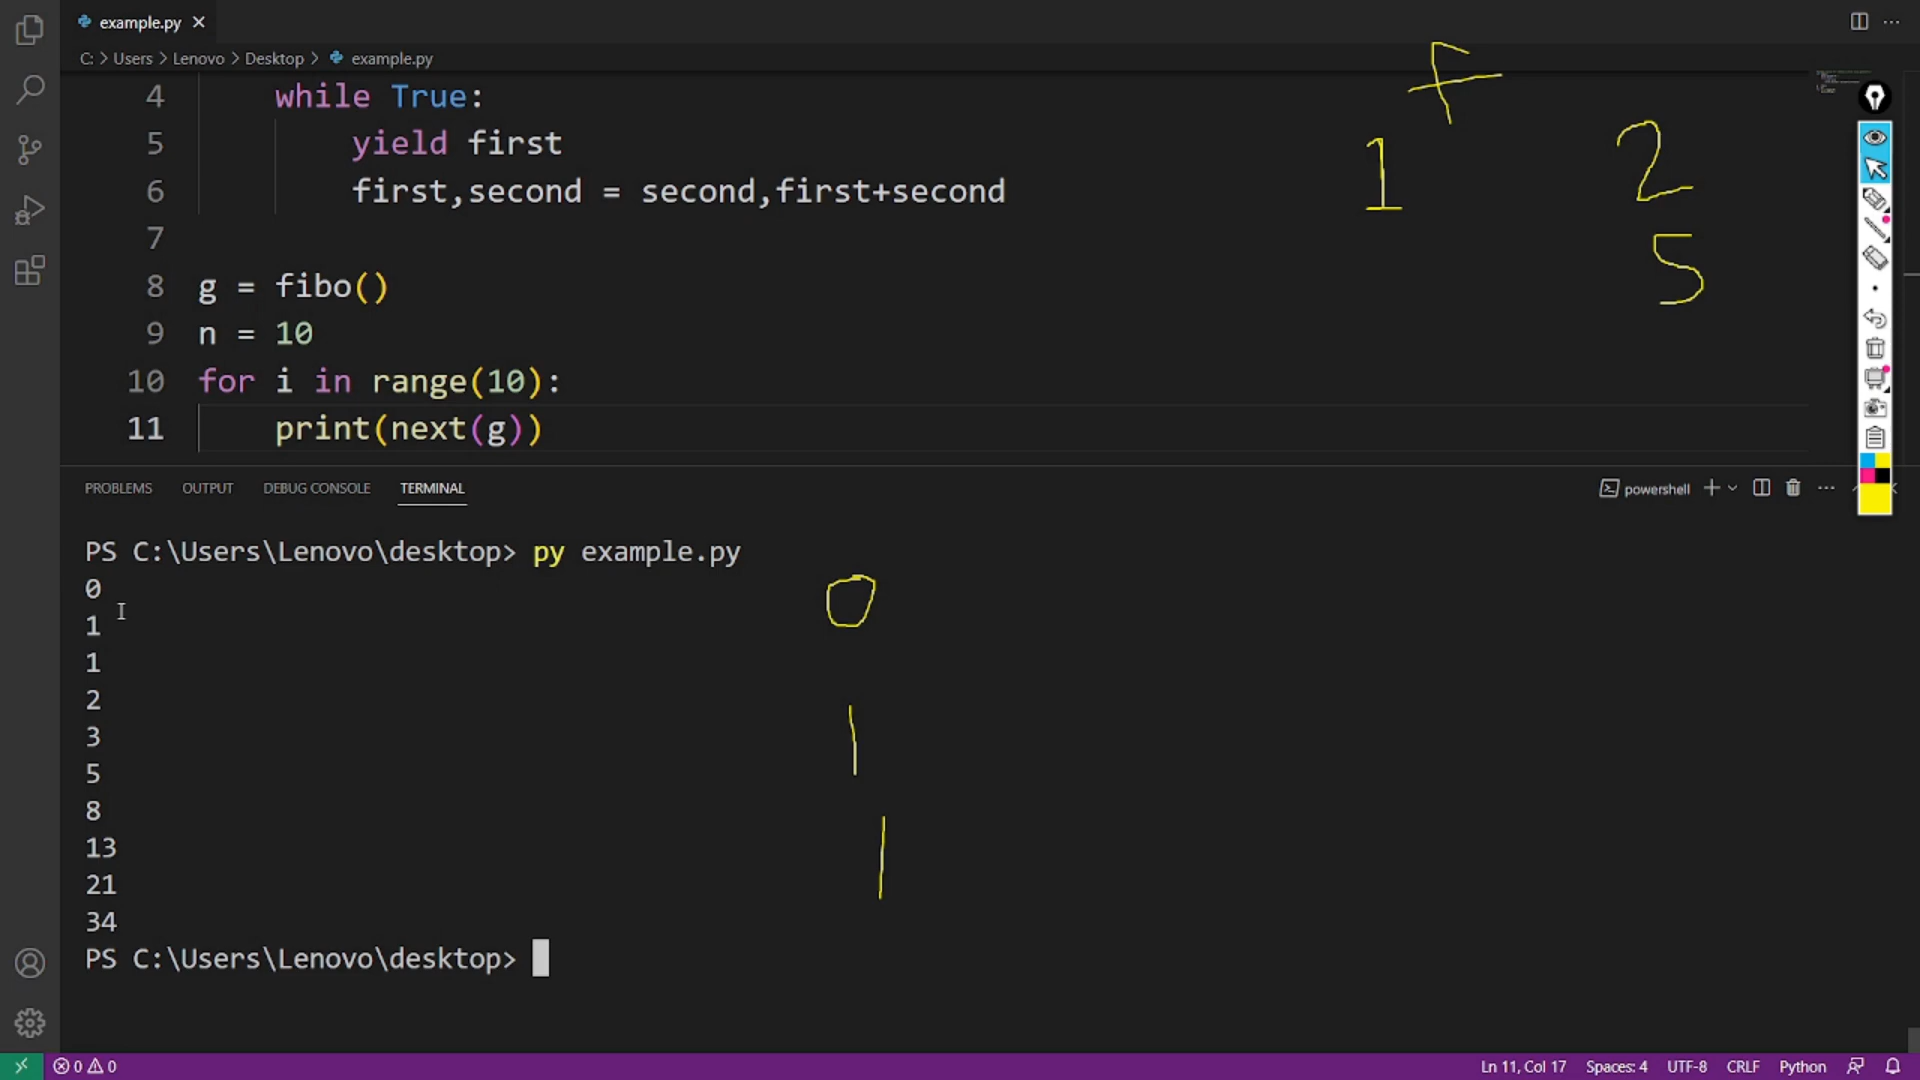 example.py
C: > Users > Lenovo > Desktop > example.py
4 while True:
5 yield first
6 first,second = second,first+second
7
8 g = fibo()
9 n = 10
10 for i in range(10):
11 print(next(g))
F
1 2
5
PROBLEMS OUTPUT DEBUG CONSOLE TERMINAL
powershell
PS C:\Users\Lenovo\desktop> py example.py
0
1
1
2
3
5
8
13
21
34
PS C:\Users\Lenovo\desktop>
0
1
1
0 0 Ln 11, Col 17 Spaces: 4 UTF-8 CRLF Python